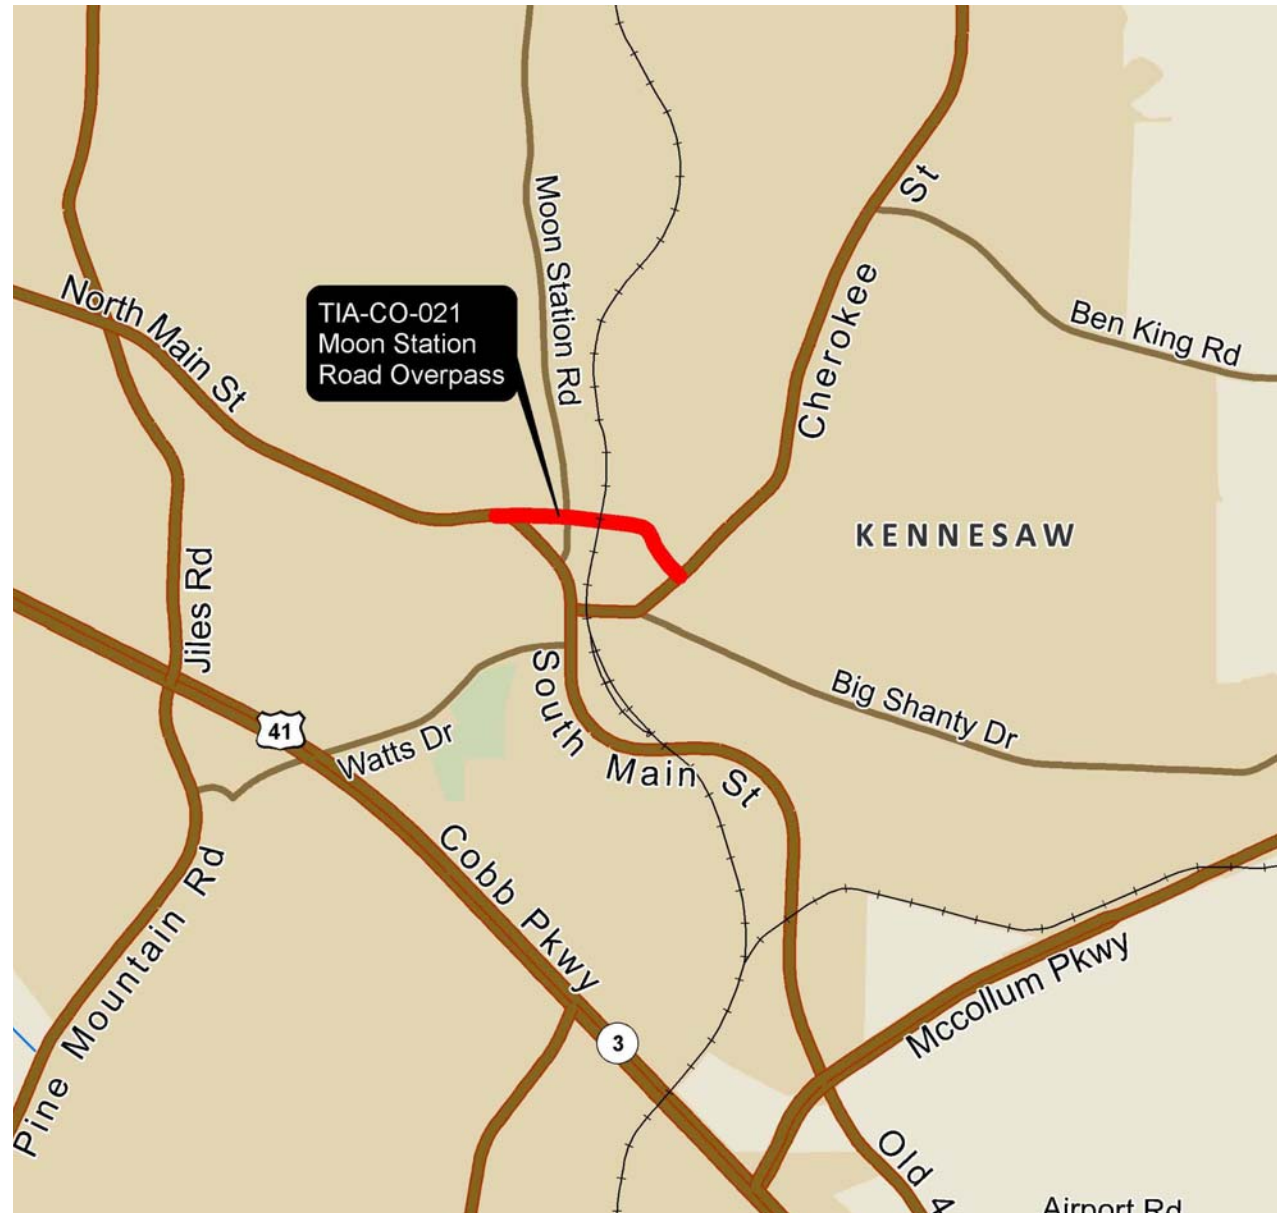 St
Moon Station Rd
North Main St
Cherokee
TIA-CO-021
Moon Station
Road Overpass
Ben King Rd
KENNESAW
Jiles Rd
South Main St
Big Shanty Dr
41
Watts Dr
Cobb Pkwy
Pine Mountain Rd
Mccollum Pkwy
3
Old 4
Airport Rd